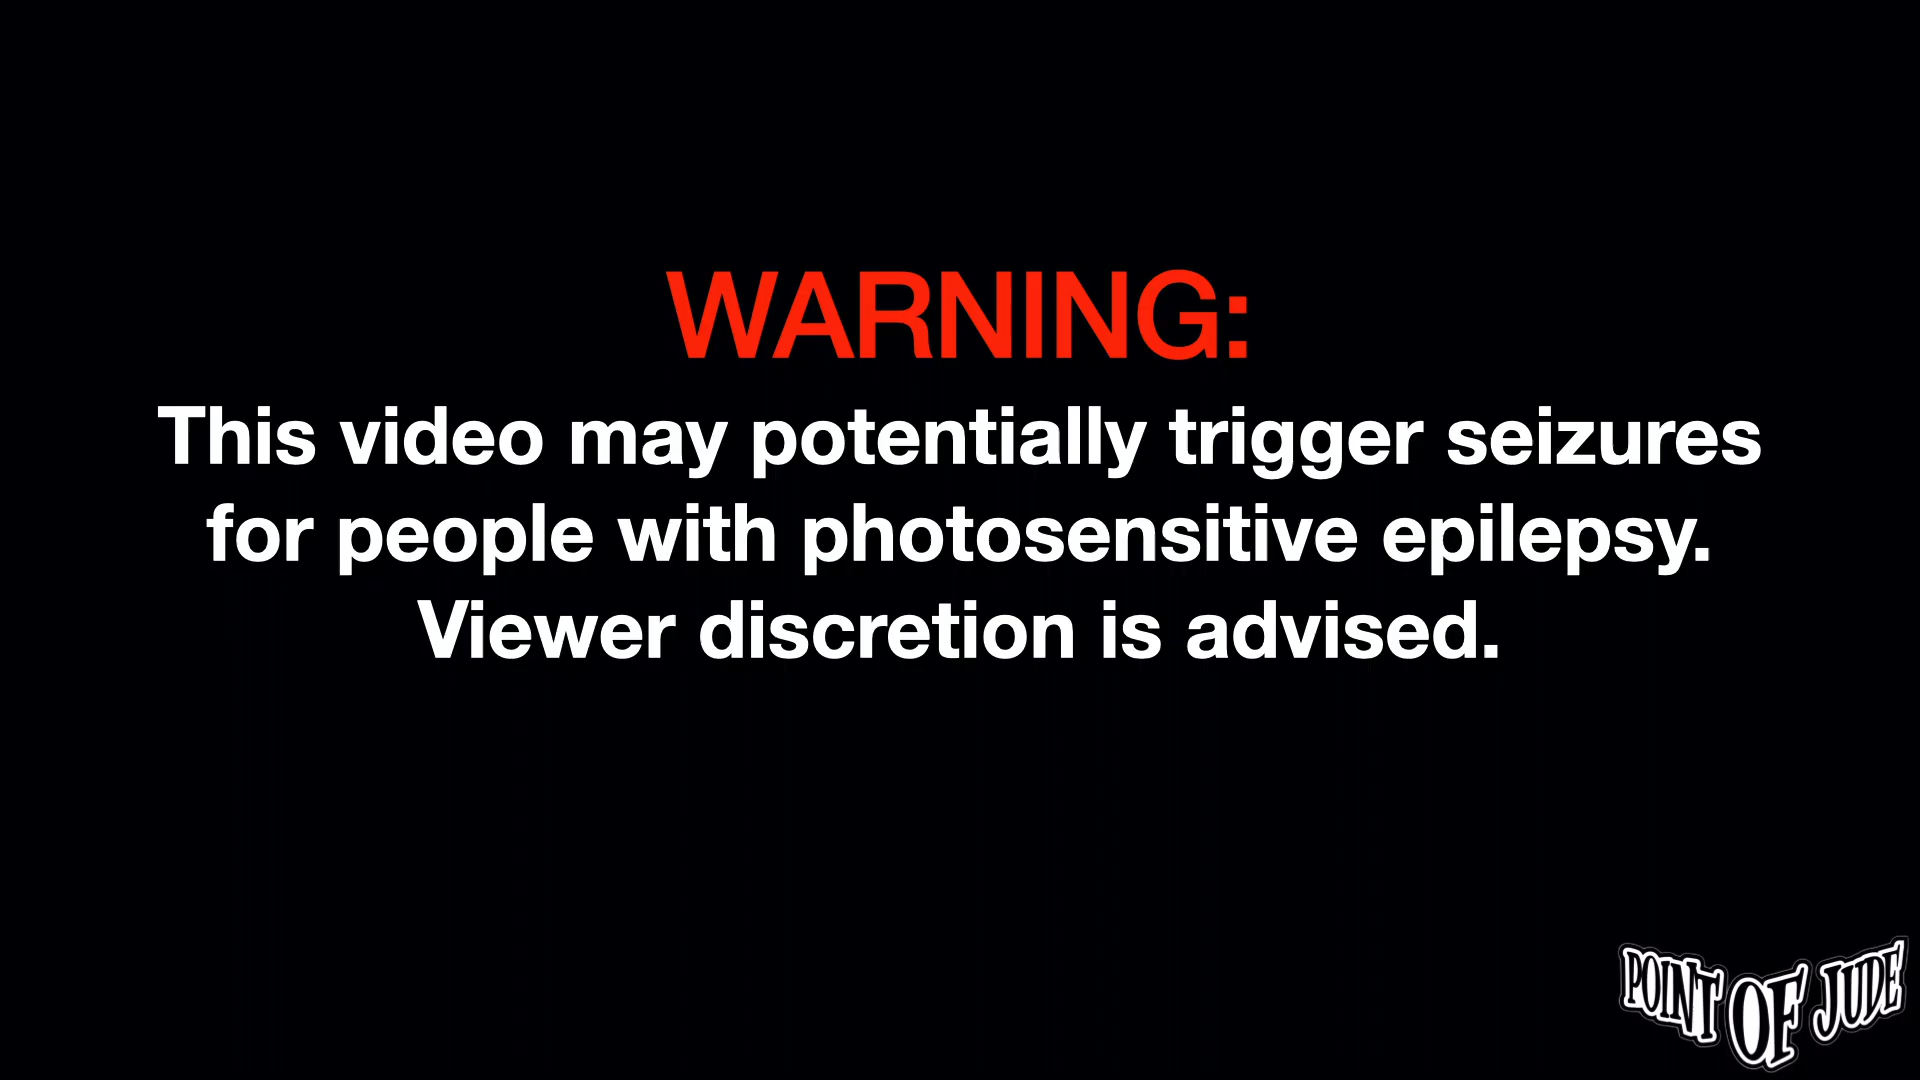 WARNING:
This video may potentially trigger seizures
for people with photosensitive epilepsy.
Viewer discretion is advised.
POINT OF JUDE